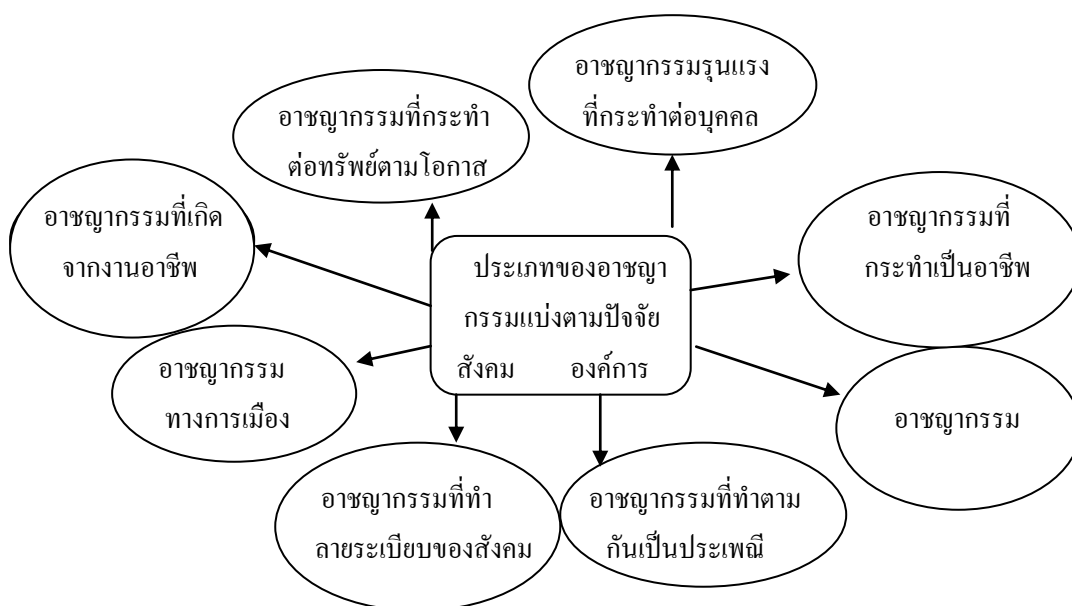 อาชญากรรมรุนแรง
ที่กระทำต่อบุคคล
อาชญากรรมที่กระทำ
ต่อทรัพย์ตามโอกาส
อาชญากรรมที่เกิด
จากงานอาชีพ
อาชญากรรมที่
กระทำเป็นอาชีพ
ประเภทของอาชญา
กรรมแบ่งตามปัจจัย
สังคม องค์การ
อาชญากรรม
ทางการเมือง
อาชญากรรม
อาชญากรรมที่ทำ
ลายระเบียบของสังคม
อาชญากรรมที่ทำตาม
กันเป็นประเพณี